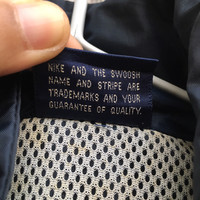 NIKE AND THE SWOOSH
NAME AND STRIPE ARE
TRADEMARKS AND YOUR
GUARANTEE OF QUALITY.